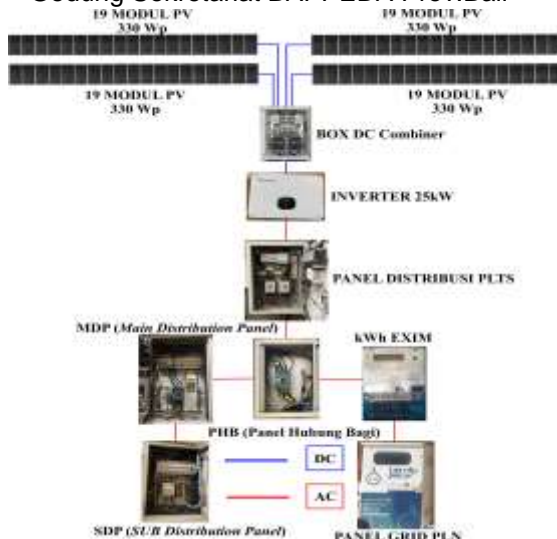 19 MODUL PV
330 Wp
19 MODUL PV
330 Wp
19 MODUL PV
330 Wp
19 MODUL PV
330 Wp
BOX DC Combiner
INVERTER 25kW
PANEL DISTRIBUSI PLTS
MDP (Main Distribution Panel)
kWh EXIM
PHB (Panel Hubung Bagi)
DC
AC
SDP (SUB Distribution Panel)
PANEL GRID PLN